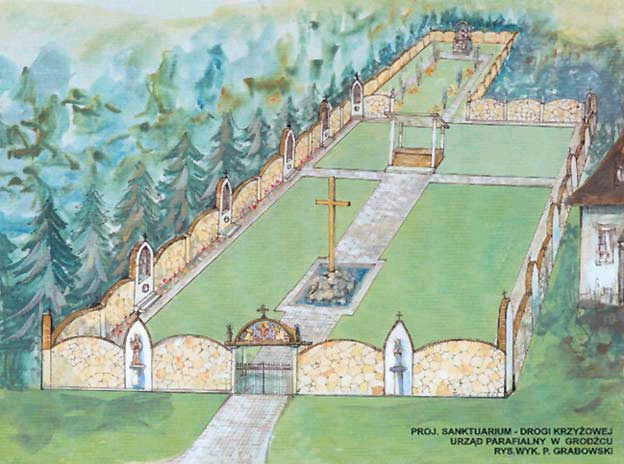 PROJ. SANKTUARIUM - DROGI KRZYŻOWEJ
URZĄD PARAFIALNY W GRODŹCU
RYS.WYK. P. GRABOWSKI